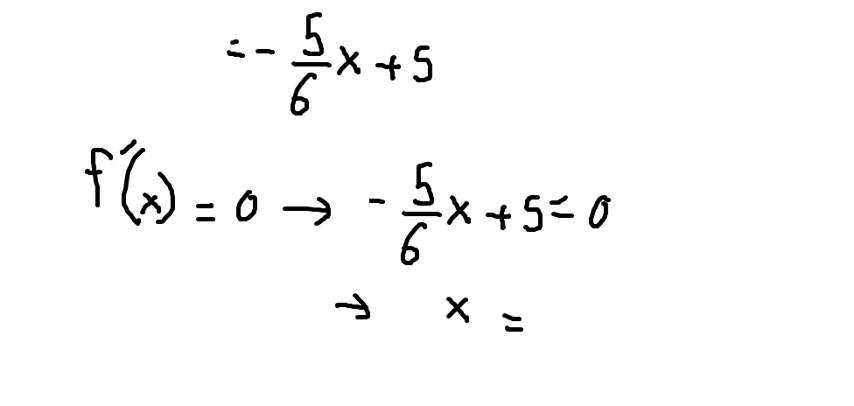 = - 5/6 x + 5
f'(x) = 0 → - 5/6 x + 5 = 0
→ x =